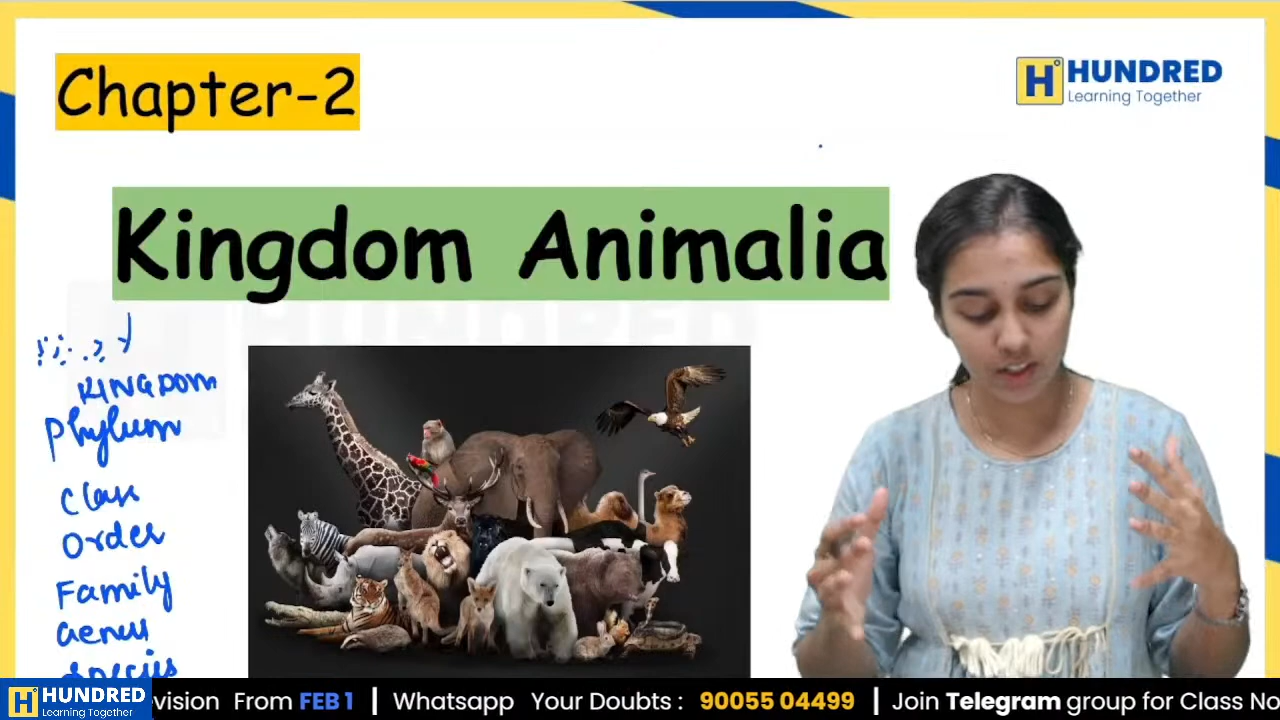 Chapter-2
H° HUNDRED
Learning Together
Kingdom Animalia
KINGDOM
Phylum
Class
Order
Family
Genus
Species
H° HUNDRED
Learning Together
vision From FEB 1 | Whatsapp Your Doubts : 90055 04499 | Join Telegram group for Class No